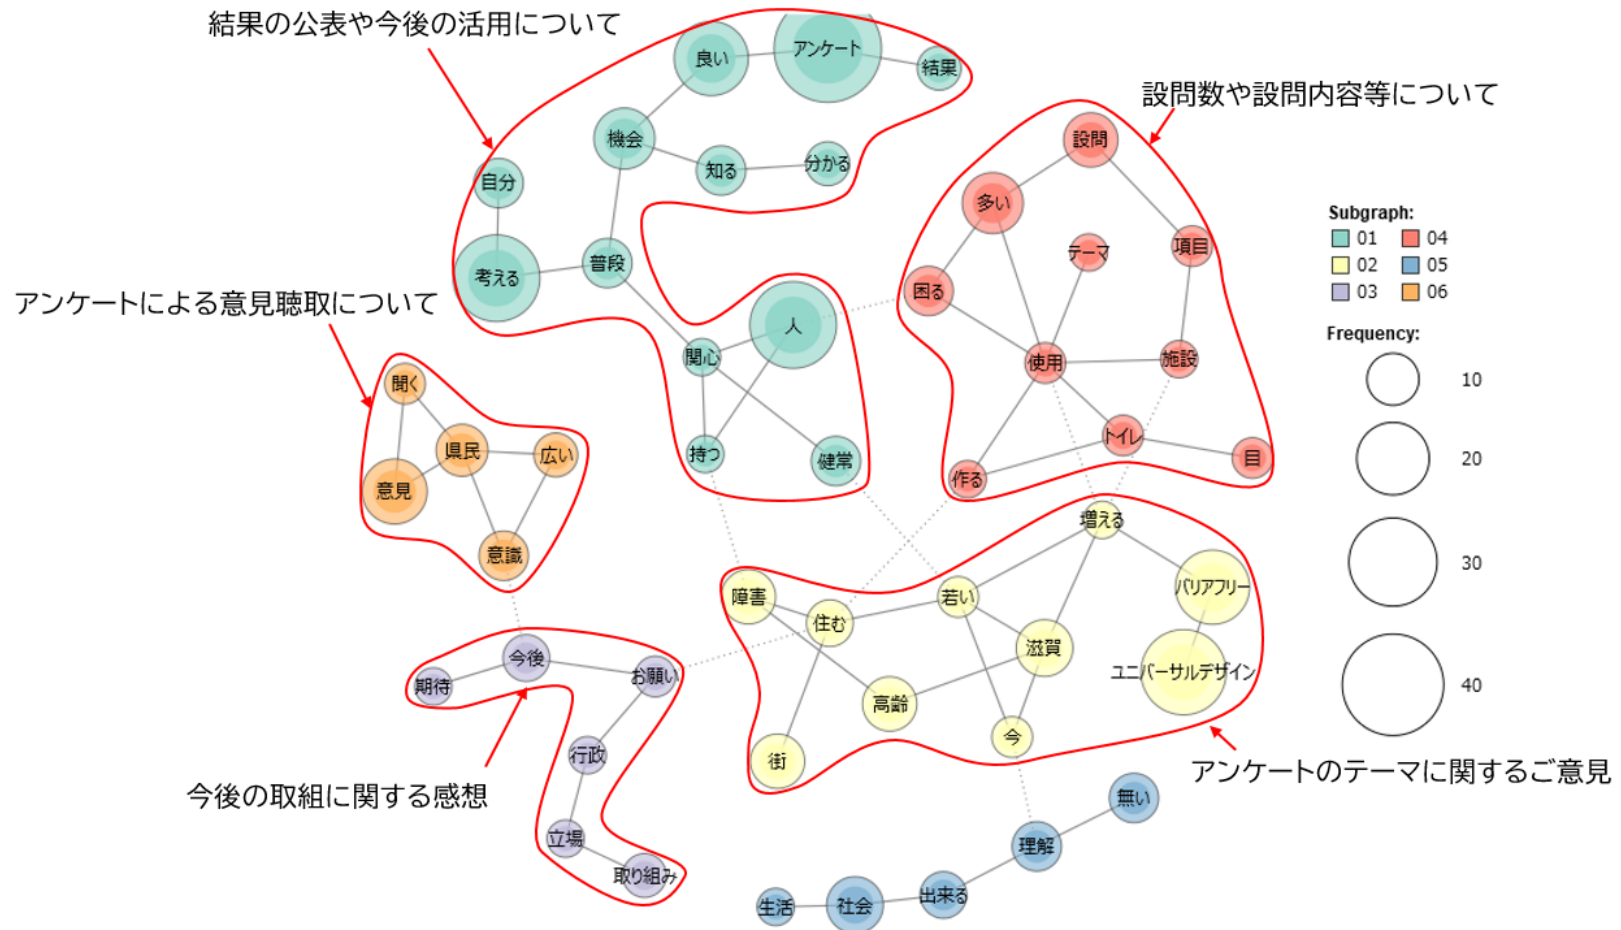 結果の公表や今後の活用について
良い
アンケート
結果
設問数や設問内容等について
機会
知る
分かる
設問
自分
多い
テーマ
項目
考える
普段
困る
人
関心
使用
施設
アンケートによる意見聴取について
聞く
県民
広い
意見
意識
持つ
健常
トイレ
目
作る
増える
障害
住む
若い
バリアフリー
滋賀
ユニバーサルデザイン
高齢
今
街
アンケートのテーマに関するご意見
今後
期待
お願い
行政
立場
取り組み
今後の取組に関する感想
無い
理解
出来る
社会
生活
Subgraph:
01 04
02 05
03 06
Frequency:
10
20
30
40